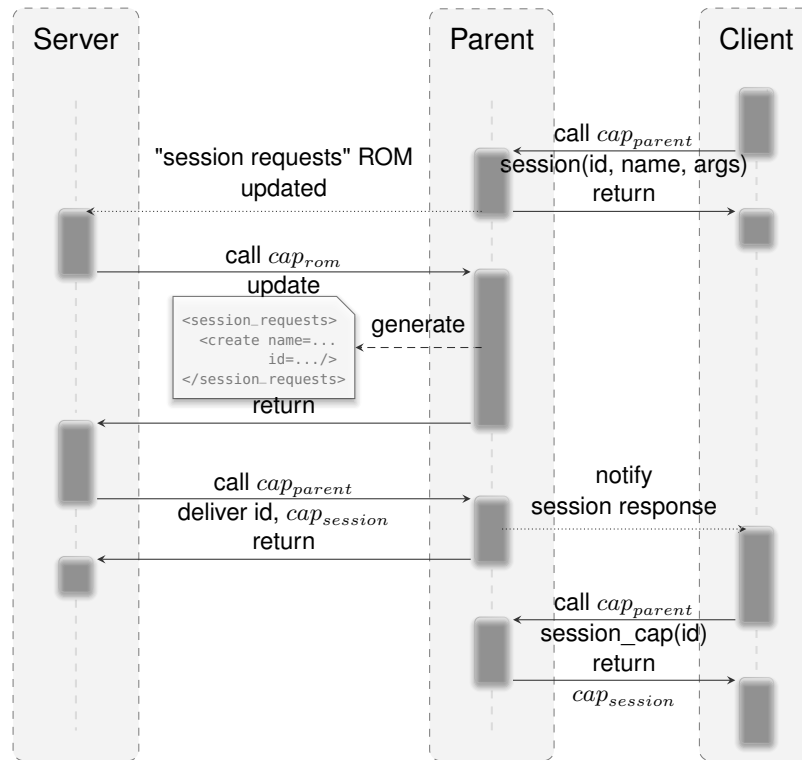 Server
Parent
Client
call cap_parent
session(id, name, args)
return
"session requests" ROM
updated
call cap_rom
update
<session_requests>
<create name=...
id=.../>
</session_requests>
generate
return
call cap_parent
deliver id, cap_session
return
notify
session response
call cap_parent
session_cap(id)
return
cap_session